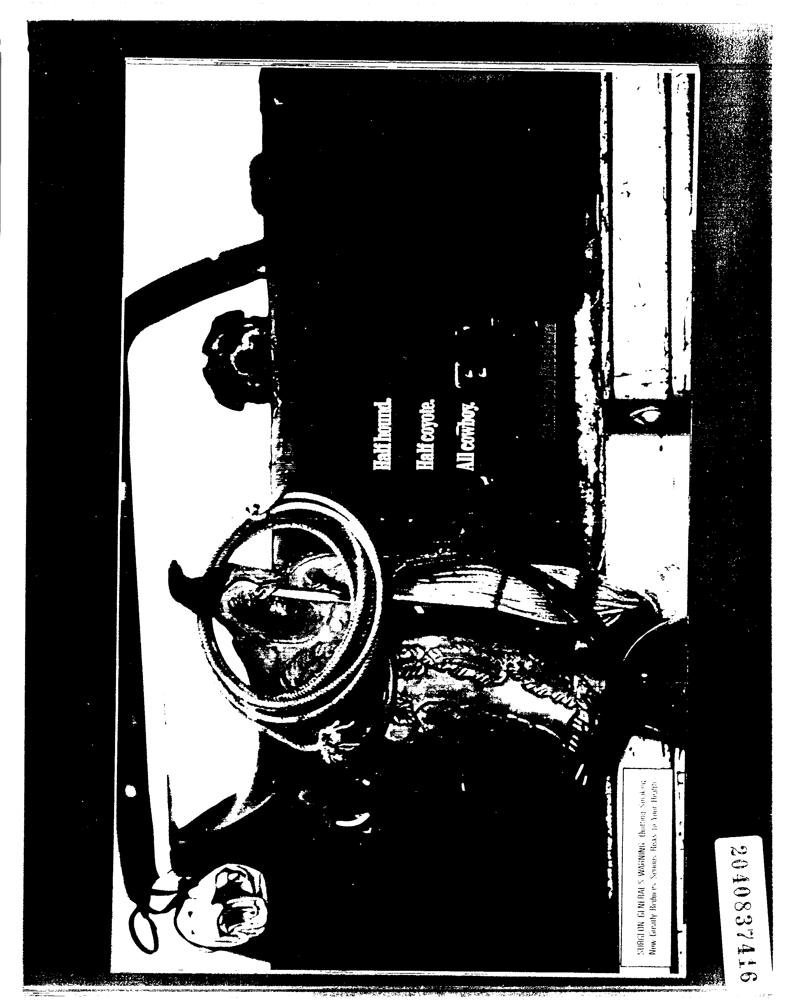 Half hound.
Half coyote.
All cowboy.
SURGEON GENERAL'S WARNING: Quitting Smoking
Now Greatly Reduces Serious Risks to Your Health.
2040837416